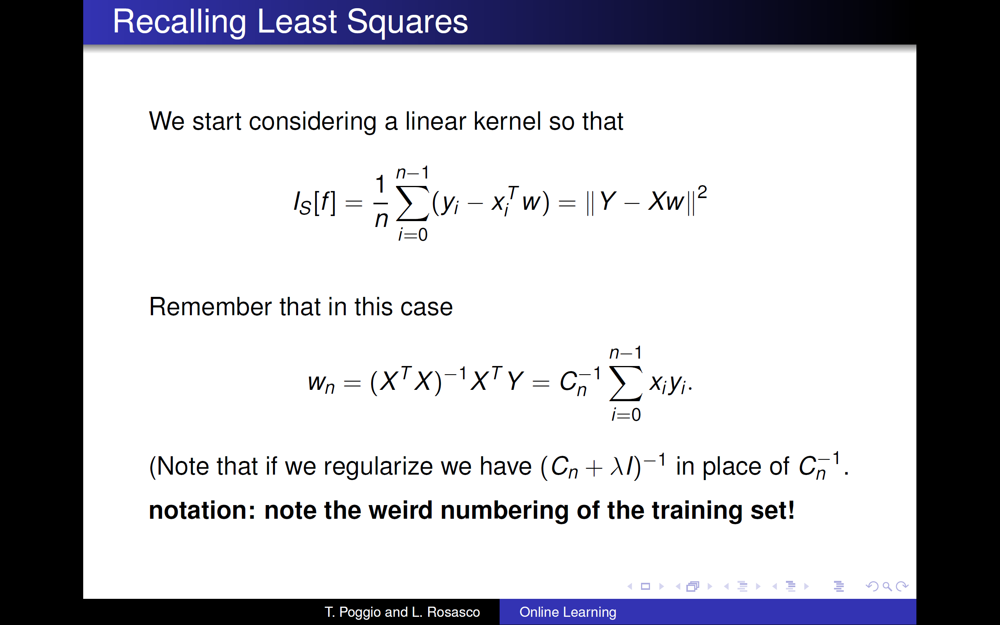 Recalling Least Squares
We start considering a linear kernel so that
I_S[f] = \frac{1}{n} \sum_{i=0}^{n-1} (y_i − x_i^T w) = ‖Y − Xw‖^2
Remember that in this case
w_n = (X^T X)^{−1} X^T Y = C_n^{−1} \sum_{i=0}^{n-1} x_i y_i.
(Note that if we regularize we have (C_n + λI)^{−1} in place of C_n^{−1}.
notation: note the weird numbering of the training set!
T. Poggio and L. Rosasco Online Learning